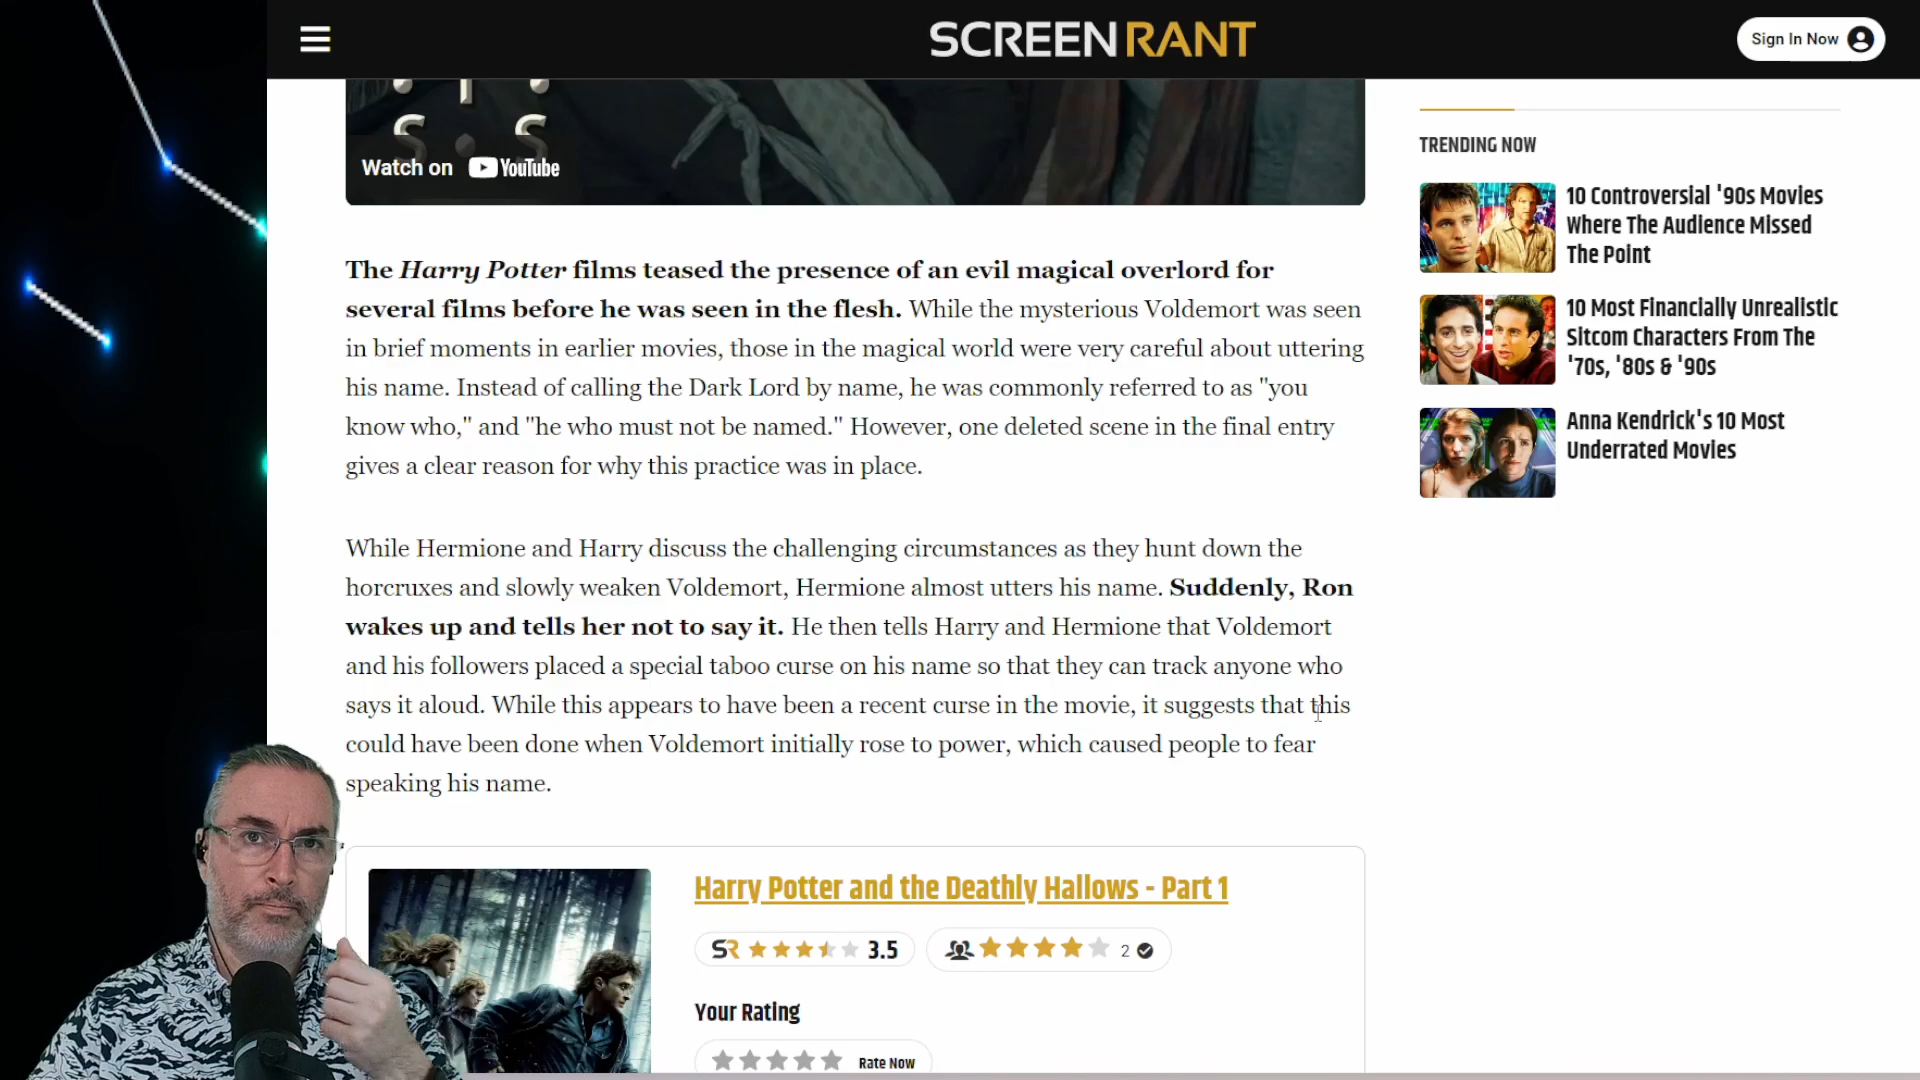 SCREENRANT
Sign In Now
S S
Watch on YouTube
The Harry Potter films teased the presence of an evil magical overlord for
several films before he was seen in the flesh. While the mysterious Voldemort was seen
in brief moments in earlier movies, those in the magical world were very careful about uttering
his name. Instead of calling the Dark Lord by name, he was commonly referred to as "you
know who," and "he who must not be named." However, one deleted scene in the final entry
gives a clear reason for why this practice was in place.
While Hermione and Harry discuss the challenging circumstances as they hunt down the
horcruxes and slowly weaken Voldemort, Hermione almost utters his name. Suddenly, Ron
wakes up and tells her not to say it. He then tells Harry and Hermione that Voldemort
and his followers placed a special taboo curse on his name so that they can track anyone who
says it aloud. While this appears to have been a recent curse in the movie, it suggests that this
could have been done when Voldemort initially rose to power, which caused people to fear
speaking his name.
Harry Potter and the Deathly Hallows - Part 1
SR 3.5 2
Your Rating
Rate Now
TRENDING NOW
10 Controversial '90s Movies
Where The Audience Missed
The Point
10 Most Financially Unrealistic
Sitcom Characters From The
'70s, '80s & '90s
Anna Kendrick's 10 Most
Underrated Movies